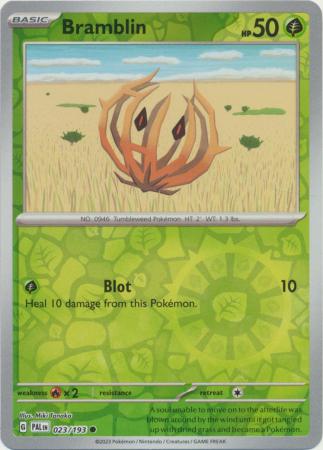 BASIC Bramblin HP 50
NO. 0946 Tumbleweed Pokémon HT: 2' WT: 1.3 lbs.
Blot 10
Heal 10 damage from this Pokémon.
weakness ×2 resistance retreat
Illus. Miki Tanaka
G PAL EN 023/193
A soul unable to move on to the afterlife was
blown around by the wind until it got tangled
up with dried grass and became a Pokémon.
©2023 Pokémon / Nintendo / Creatures / GAME FREAK